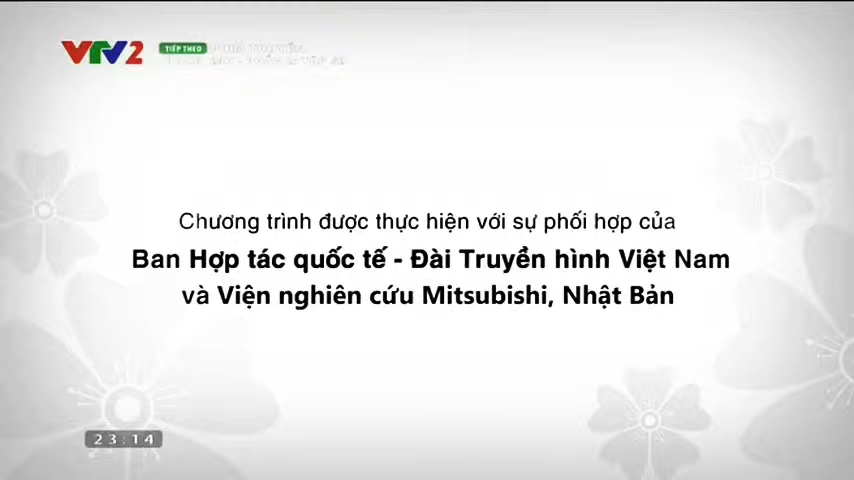 VTV2
TIẾP THEO
Chương trình được thực hiện với sự phối hợp của
Ban Hợp tác quốc tế - Đài Truyền hình Việt Nam
và Viện nghiên cứu Mitsubishi, Nhật Bản
23:14